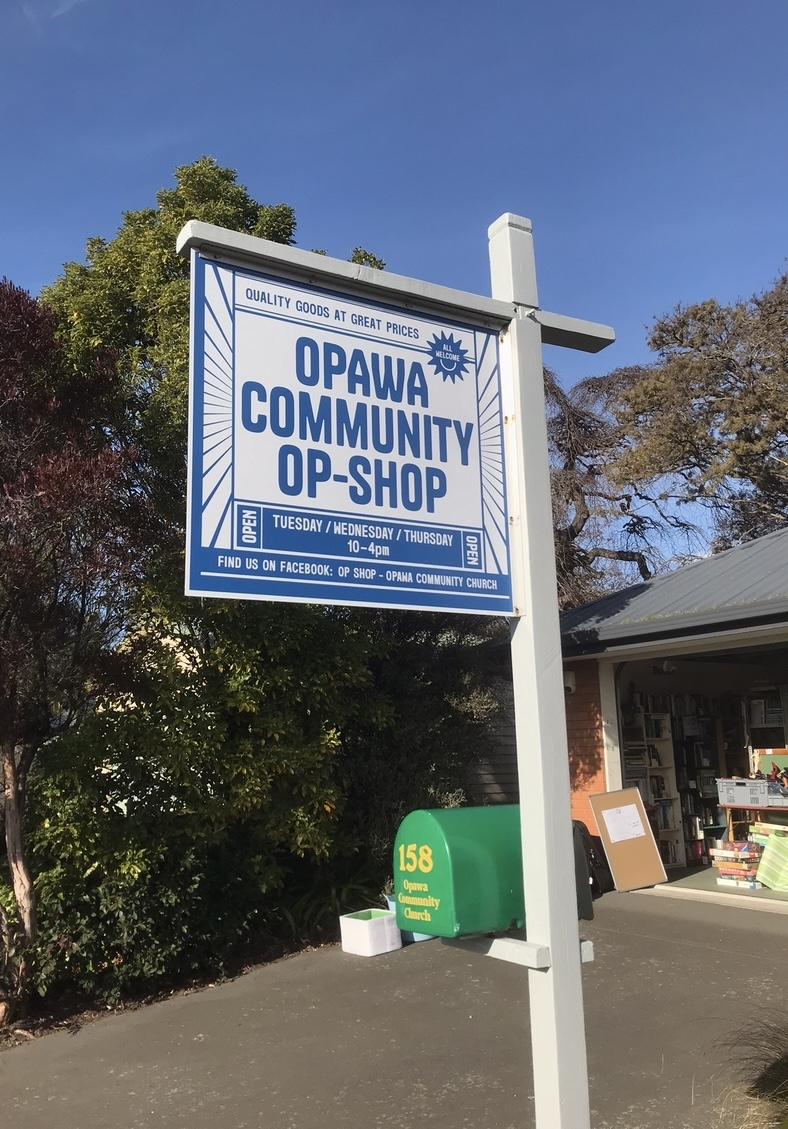 QUALITY GOODS AT GREAT PRICES
ALL
WELCOME
OPAWA
COMMUNITY
OP-SHOP
OPEN
TUESDAY / WEDNESDAY / THURSDAY
10-4pm
OPEN
FIND US ON FACEBOOK: OP SHOP - OPAWA COMMUNITY CHURCH
158
Opawa
Community
Church